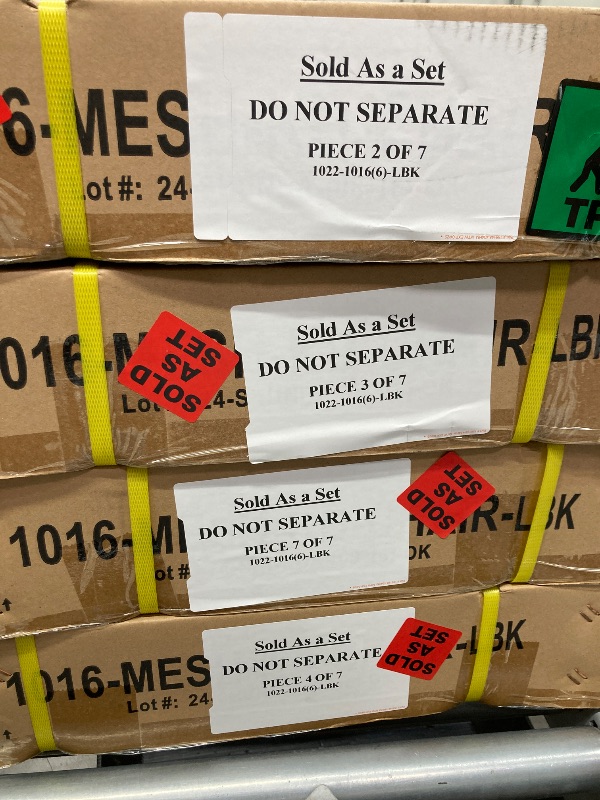 Sold As a Set
DO NOT SEPARATE
PIECE 2 OF 7
1022-1016(6)-LBK
6-MES
Lot #: 24
Sold As a Set
DO NOT SEPARATE
PIECE 3 OF 7
1022-1016(6)-LBK
SOLD
AS
SET
016-M
IR-LB
Lot
4-S
Sold As a Set
DO NOT SEPARATE
PIECE 7 OF 7
1022-1016(6)-LBK
SOLD
AS
SET
1016-M
AIR-LBK
ot #
OK
Sold As a Set
DO NOT SEPARATE
PIECE 4 OF 7
1022-1016(6)-LBK
SOLD
AS
SET
1016-MES
-LBK
Lot #: 24